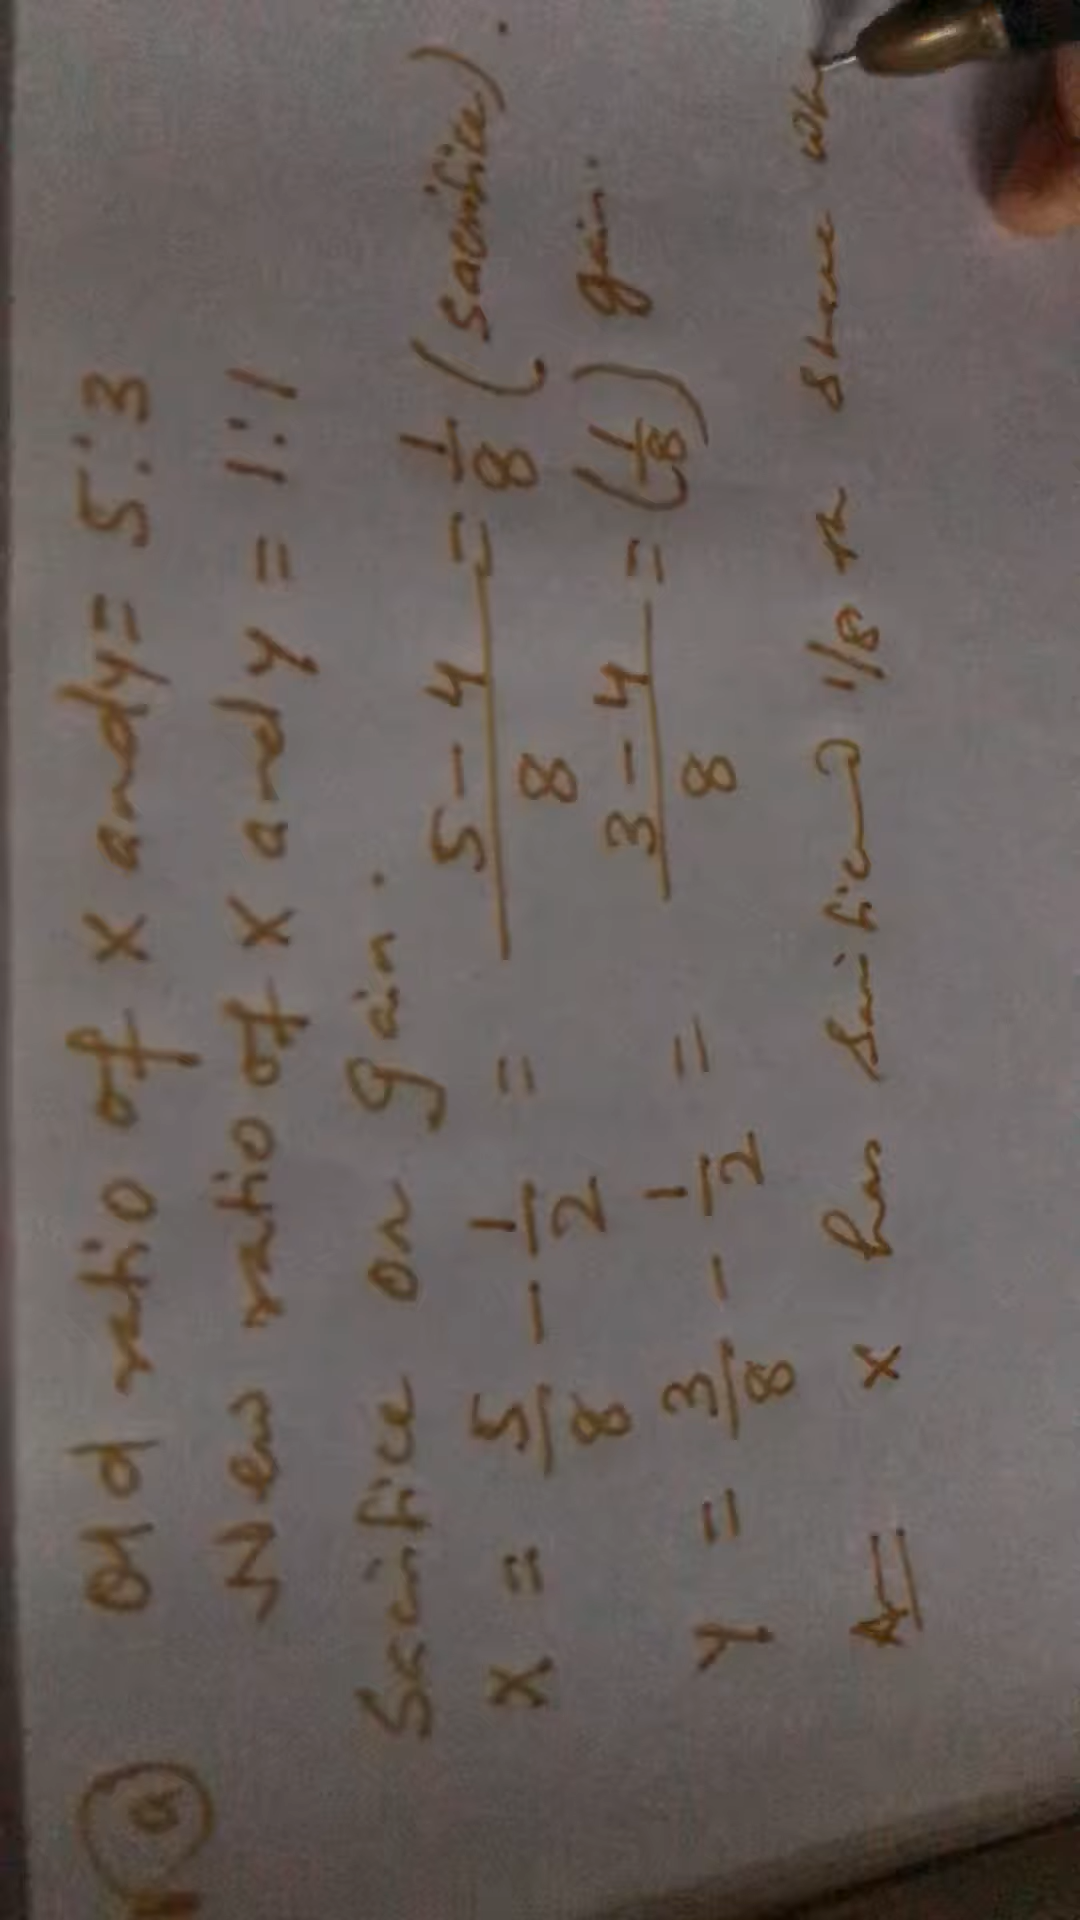 (a) Old ratio of X and Y = 5:3
New ratio of X and Y = 1:1
Sacrifice or gain.
X = 5/8 - 1/2 = 5-4/8 = 1/8 (sacrifice).
Y = 3/8 - 1/2 = 3-4/8 = (1/8) gain.
X has sacrificed 1/8 th share